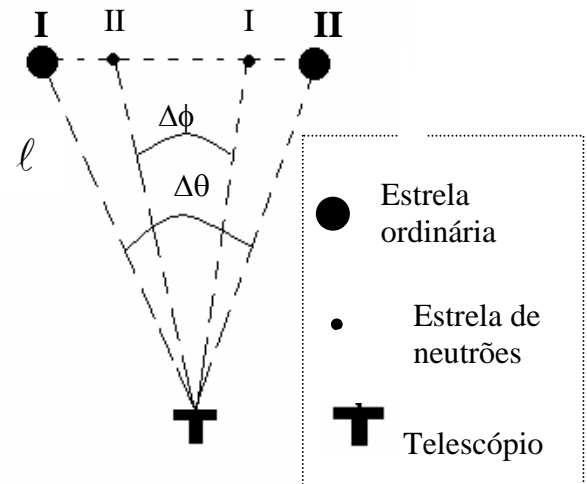 I II I II
Δϕ
ℓ
Δθ
Estrela
ordinária
Estrela de
neutrões
Telescópio